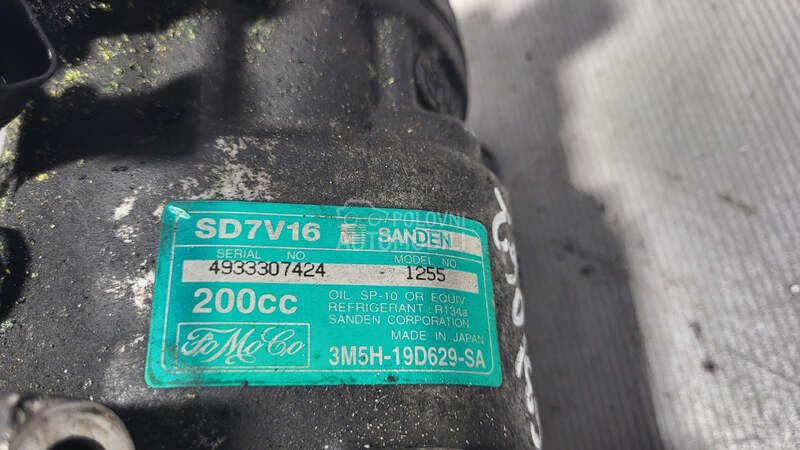 SD7V16 SANDEN
POLOVNI
SERIAL NO MODEL NO
4933307424 1255
200cc OIL SP-10 OR EQUIV
REFRIGERANT : R134a
SANDEN CORPORATION
MADE IN JAPAN
FoMoCo 3M5H-19D629-SA